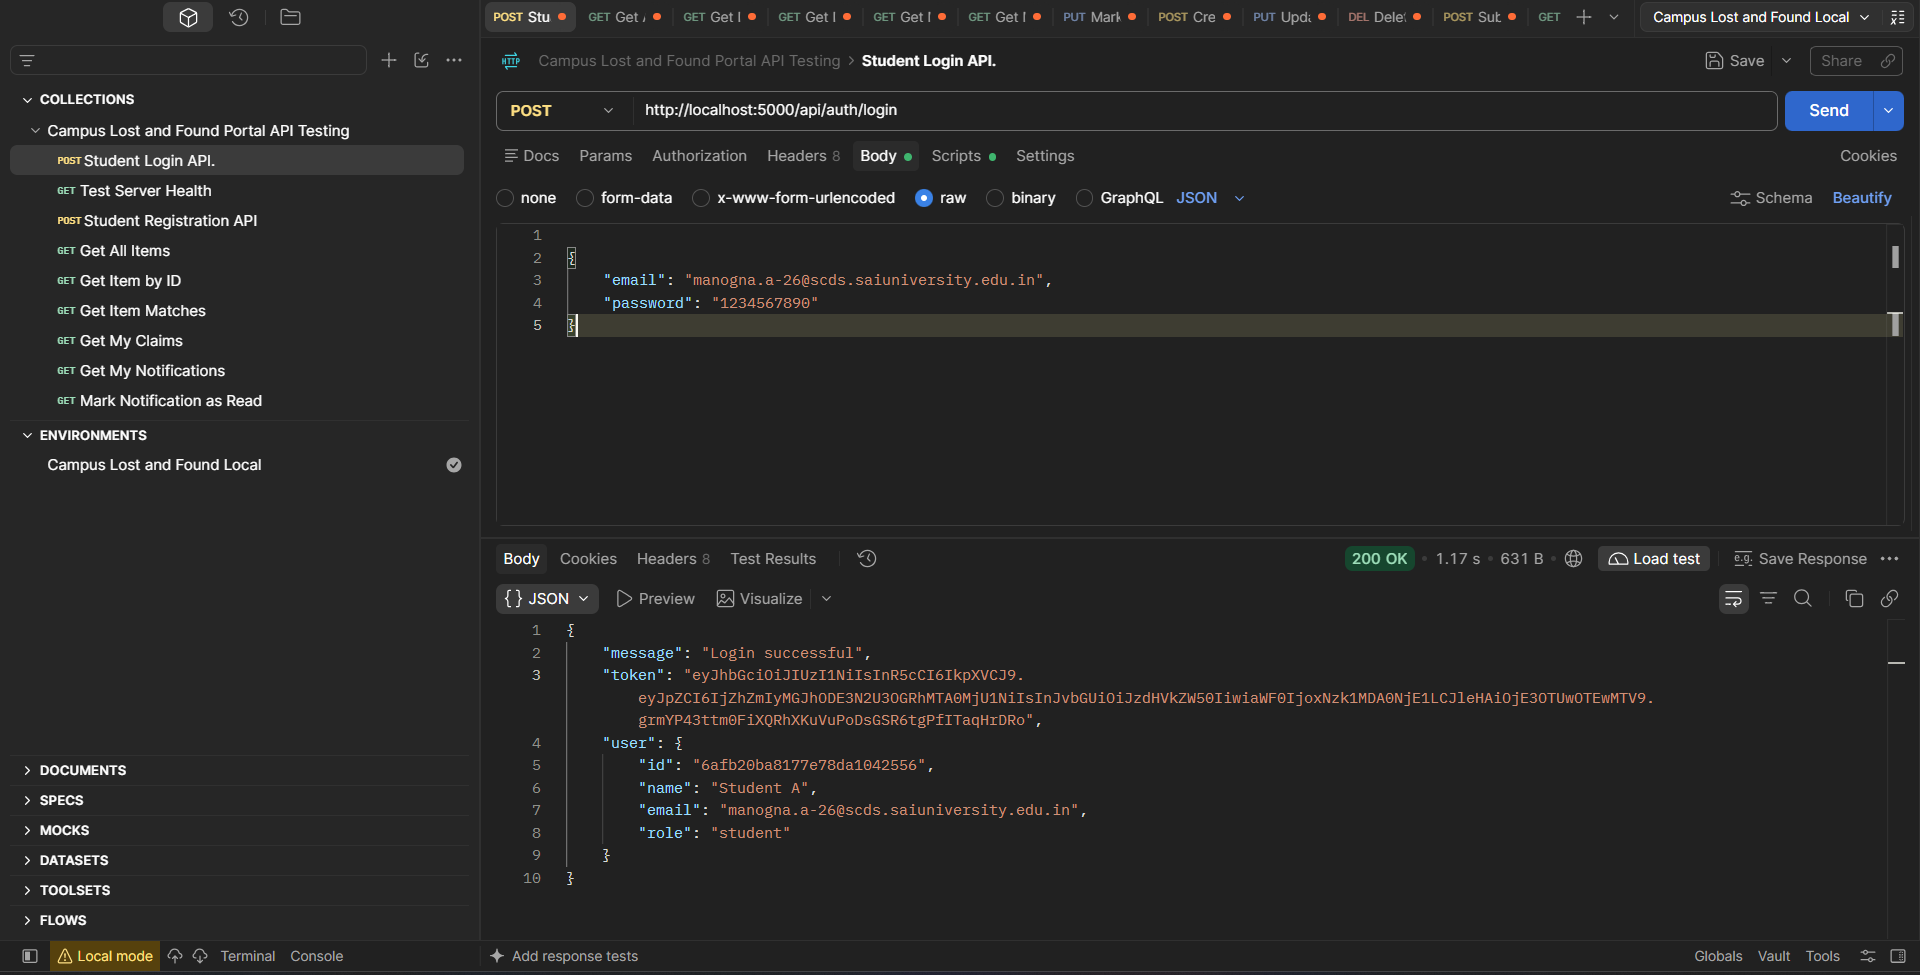 POST Stu
GET Get
GET Get I
GET Get I
GET Get I
GET Get I
PUT Mark
POST Cre
PUT Upda
DEL Delet
POST Sub
GET
Campus Lost and Found Local
Campus Lost and Found Portal API Testing > Student Login API.
Save
Share
POST
http://localhost:5000/api/auth/login
Send
Docs Params Authorization Headers 8 Body Scripts Settings
Cookies
none form-data x-www-form-urlencoded raw binary GraphQL JSON
Schema Beautify
1
2 {
3 "email": "manogna.a-26@scds.saiuniversity.edu.in",
4 "password": "1234567890"
5 }
COLLECTIONS
Campus Lost and Found Portal API Testing
POST Student Login API.
GET Test Server Health
POST Student Registration API
GET Get All Items
GET Get Item by ID
GET Get Item Matches
GET Get My Claims
GET Get My Notifications
GET Mark Notification as Read
ENVIRONMENTS
Campus Lost and Found Local
DOCUMENTS
SPECS
MOCKS
DATASETS
TOOLSETS
FLOWS
Body Cookies Headers 8 Test Results
200 OK • 1.17 s • 631 B
Load test
e.g. Save Response
{} JSON Preview Visualize
1 {
2 "message": "Login successful",
3 "token": "eyJhbGciOiJIUzI1NiIsInR5cCI6IkpXVCJ9.
eyJpZCI6IjZhZmIyMGJhODE3N2U3OGRhMTA0MjU1NiIsInJvbGUiOiJzdHVkZW50IiwiaWF0IjoxNzk1MDA0NjE1LCJleHAiOjE3OTUwOTEwMTV9.
grmYP43ttm0FiXQRhXKuVuPoDsGSR6tgPfITaqHrDRo",
4 "user": {
5 "id": "6afb20ba8177e78da1042556",
6 "name": "Student A",
7 "email": "manogna.a-26@scds.saiuniversity.edu.in",
8 "role": "student"
9 }
10 }
Local mode
Terminal Console
Add response tests
Globals Vault Tools